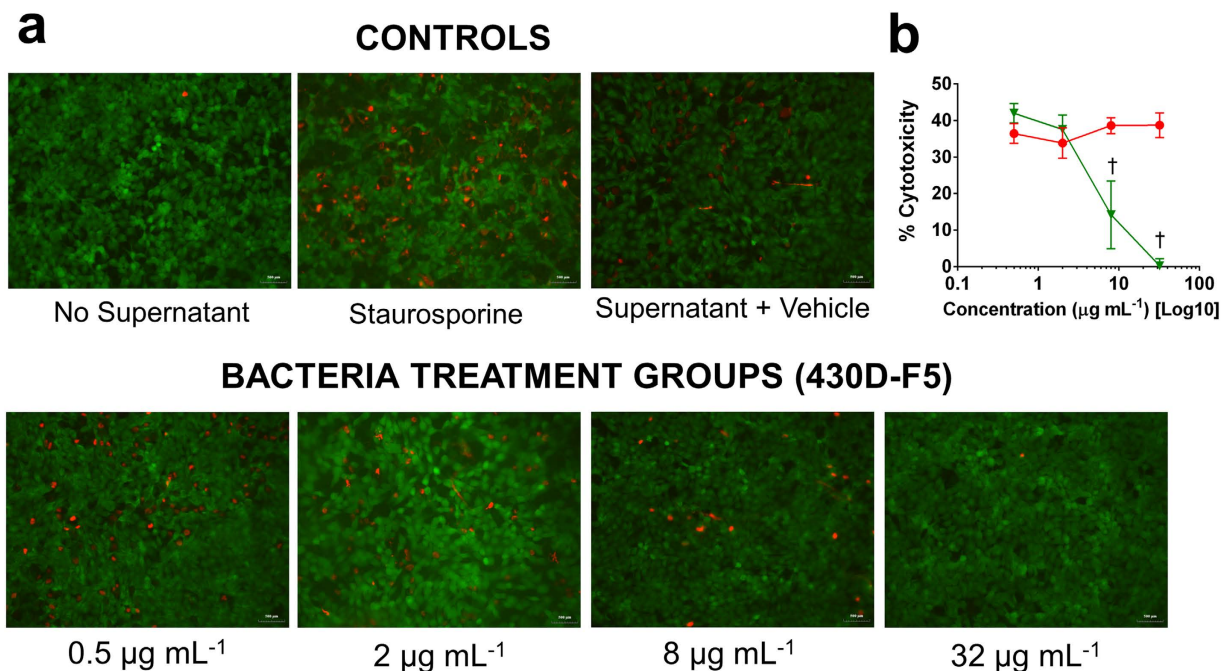 a
CONTROLS
b
No Supernatant
Staurosporine
Supernatant + Vehicle
% Cytotoxicity
50
40
30
20
10
0
†
†
0.1
1
10
100
Concentration (µg mL⁻¹) [Log10]
BACTERIA TREATMENT GROUPS (430D-F5)
0.5 µg mL⁻¹
2 µg mL⁻¹
8 µg mL⁻¹
32 µg mL⁻¹